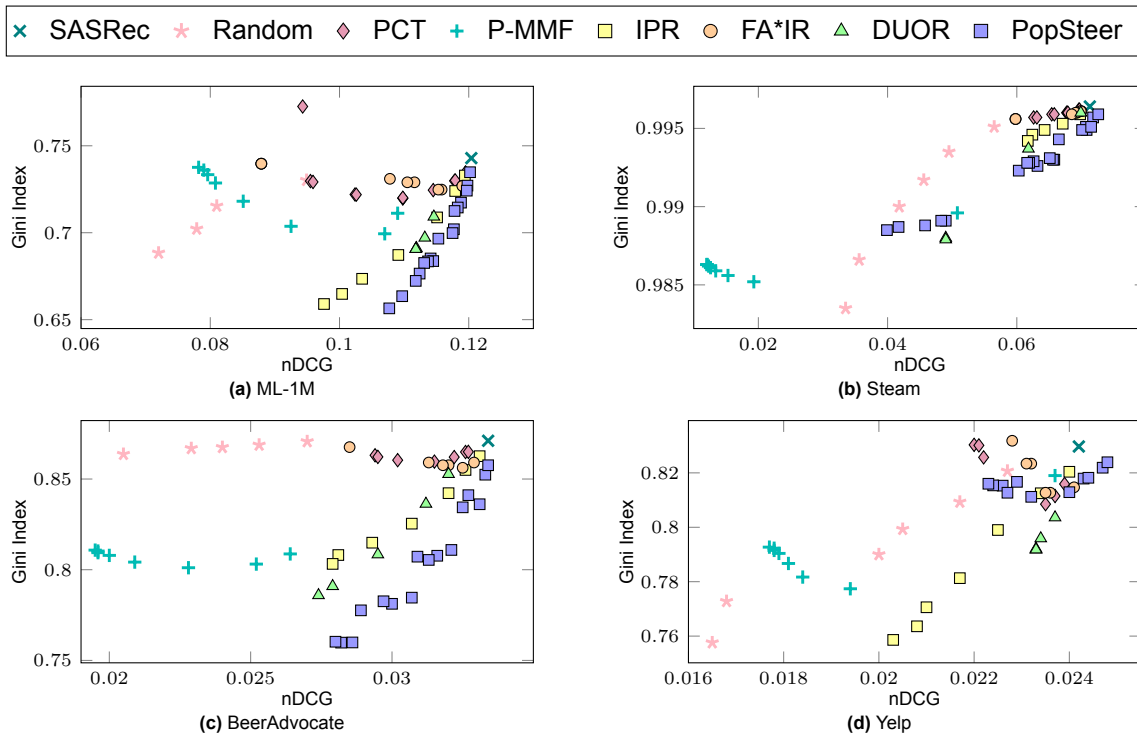 SASRec Random PCT P-MMF IPR FA*IR DUOR PopSteer
Gini Index
0.75
0.7
0.65
0.06 0.08 0.1 0.12
nDCG
(a) ML-1M
Gini Index
0.995
0.99
0.985
0.02 0.04 0.06
nDCG
(b) Steam
Gini Index
0.85
0.8
0.75
0.02 0.025 0.03
nDCG
(c) BeerAdvocate
Gini Index
0.82
0.8
0.78
0.76
0.016 0.018 0.02 0.022 0.024
nDCG
(d) Yelp